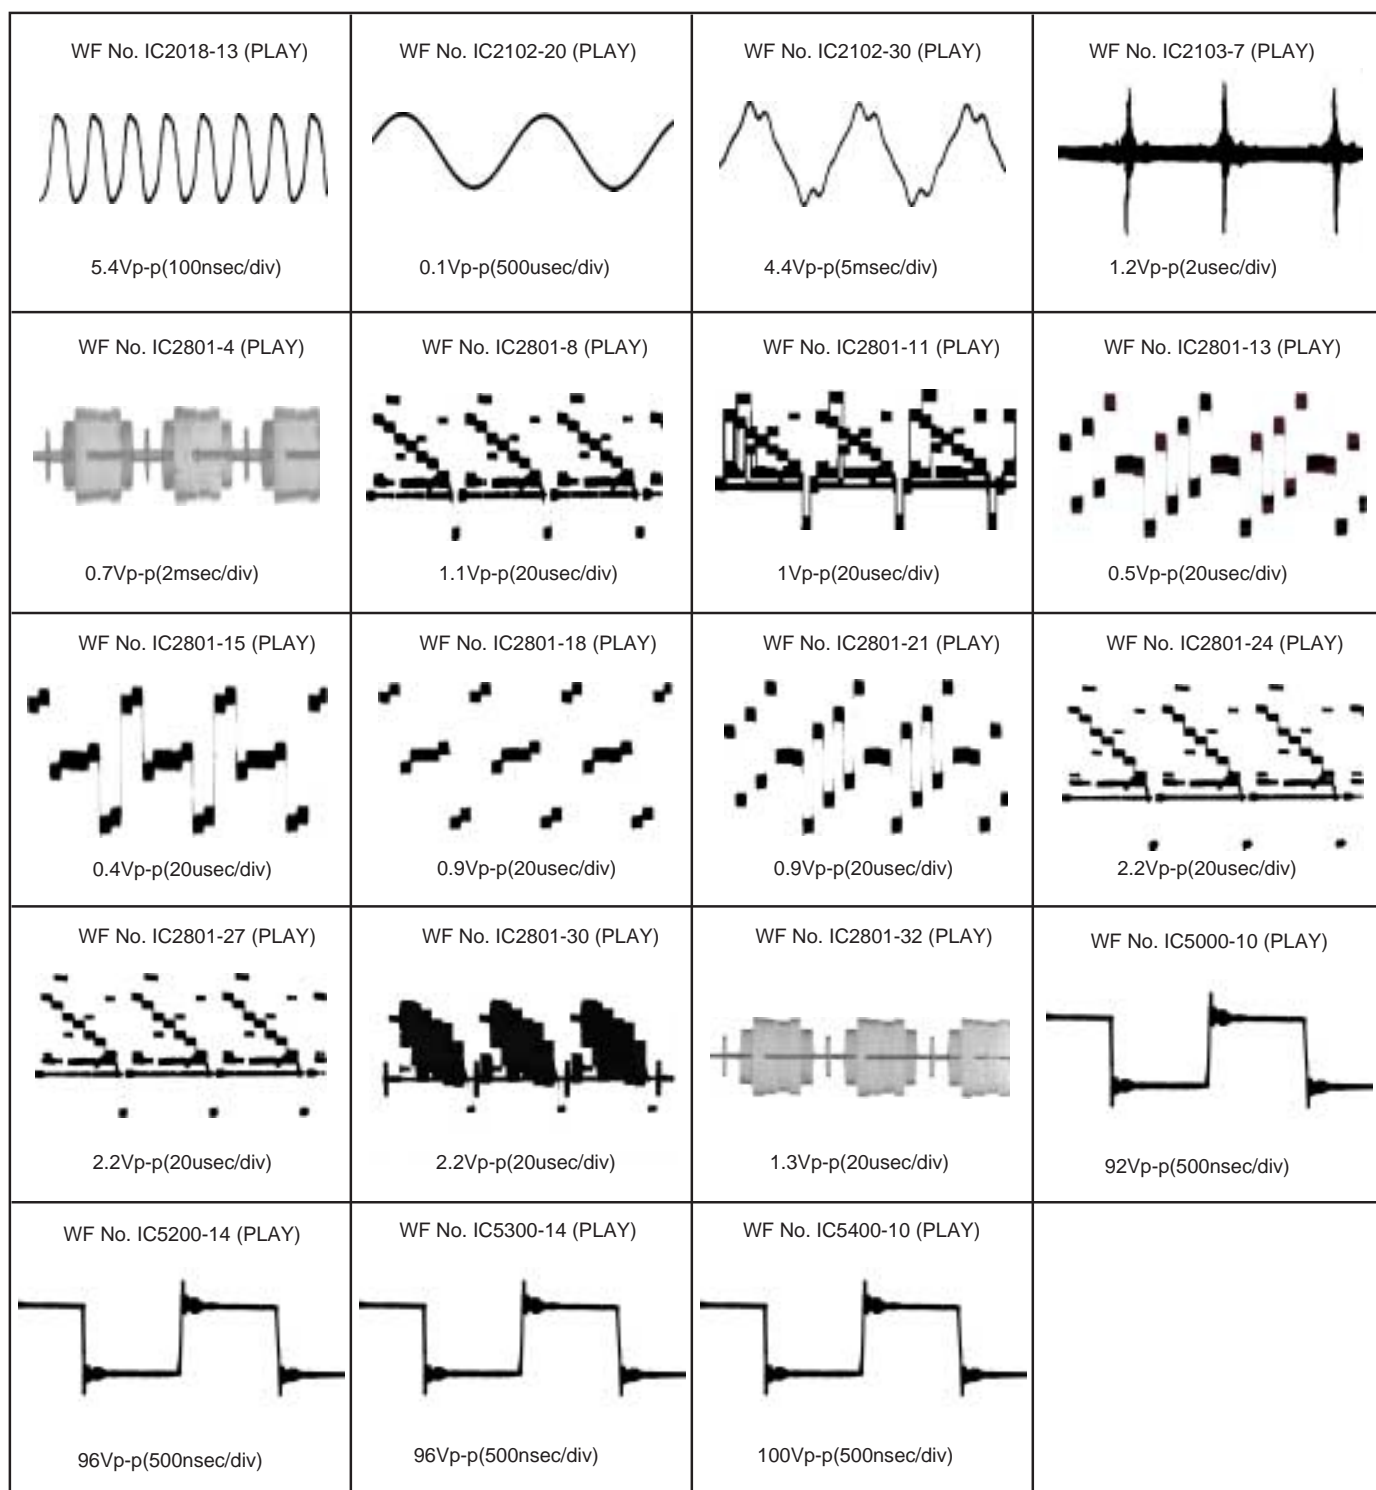 WF No. IC2018-13 (PLAY)
5.4Vp-p(100nsec/div)
WF No. IC2102-20 (PLAY)
0.1Vp-p(500usec/div)
WF No. IC2102-30 (PLAY)
4.4Vp-p(5msec/div)
WF No. IC2103-7 (PLAY)
1.2Vp-p(2usec/div)
WF No. IC2801-4 (PLAY)
0.7Vp-p(2msec/div)
WF No. IC2801-8 (PLAY)
1.1Vp-p(20usec/div)
WF No. IC2801-11 (PLAY)
1Vp-p(20usec/div)
WF No. IC2801-13 (PLAY)
0.5Vp-p(20usec/div)
WF No. IC2801-15 (PLAY)
0.4Vp-p(20usec/div)
WF No. IC2801-18 (PLAY)
0.9Vp-p(20usec/div)
WF No. IC2801-21 (PLAY)
0.9Vp-p(20usec/div)
WF No. IC2801-24 (PLAY)
2.2Vp-p(20usec/div)
WF No. IC2801-27 (PLAY)
2.2Vp-p(20usec/div)
WF No. IC2801-30 (PLAY)
2.2Vp-p(20usec/div)
WF No. IC2801-32 (PLAY)
1.3Vp-p(20usec/div)
WF No. IC5000-10 (PLAY)
92Vp-p(500nsec/div)
WF No. IC5200-14 (PLAY)
96Vp-p(500nsec/div)
WF No. IC5300-14 (PLAY)
96Vp-p(500nsec/div)
WF No. IC5400-10 (PLAY)
100Vp-p(500nsec/div)